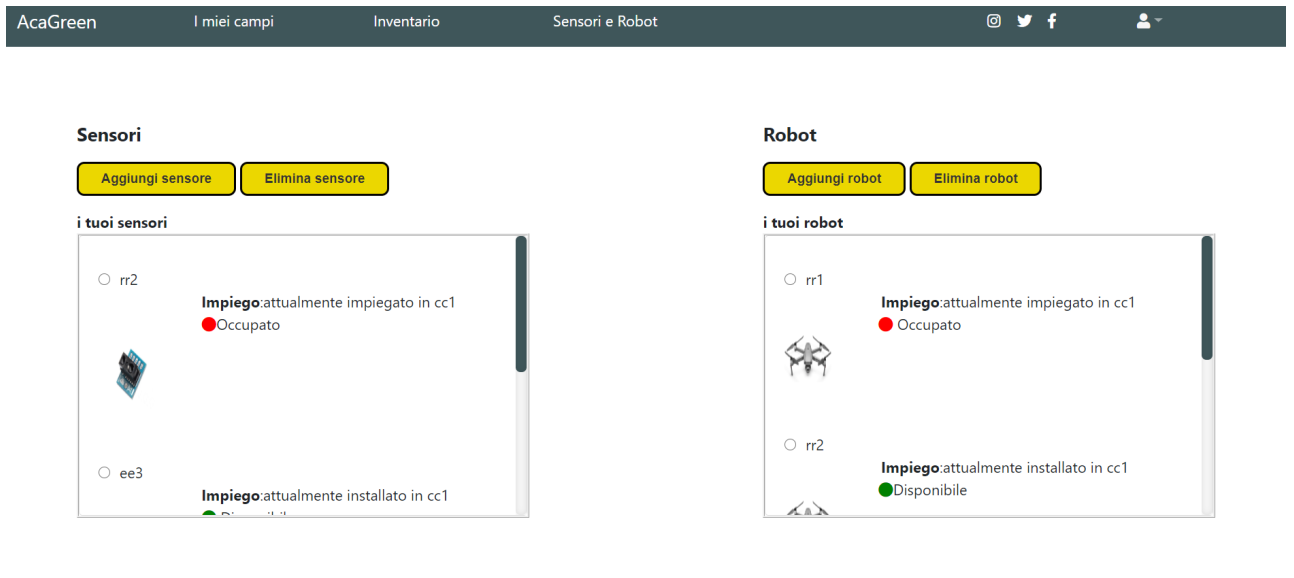 AcaGreen
I miei campi
Inventario
Sensori e Robot
Sensori
Aggiungi sensore
Elimina sensore
i tuoi sensori
rr2
Impiego:attualmente impiegato in cc1
Occupato
ee3
Impiego:attualmente installato in cc1
Robot
Aggiungi robot
Elimina robot
i tuoi robot
rr1
Impiego:attualmente impiegato in cc1
Occupato
rr2
Impiego:attualmente installato in cc1
Disponibile